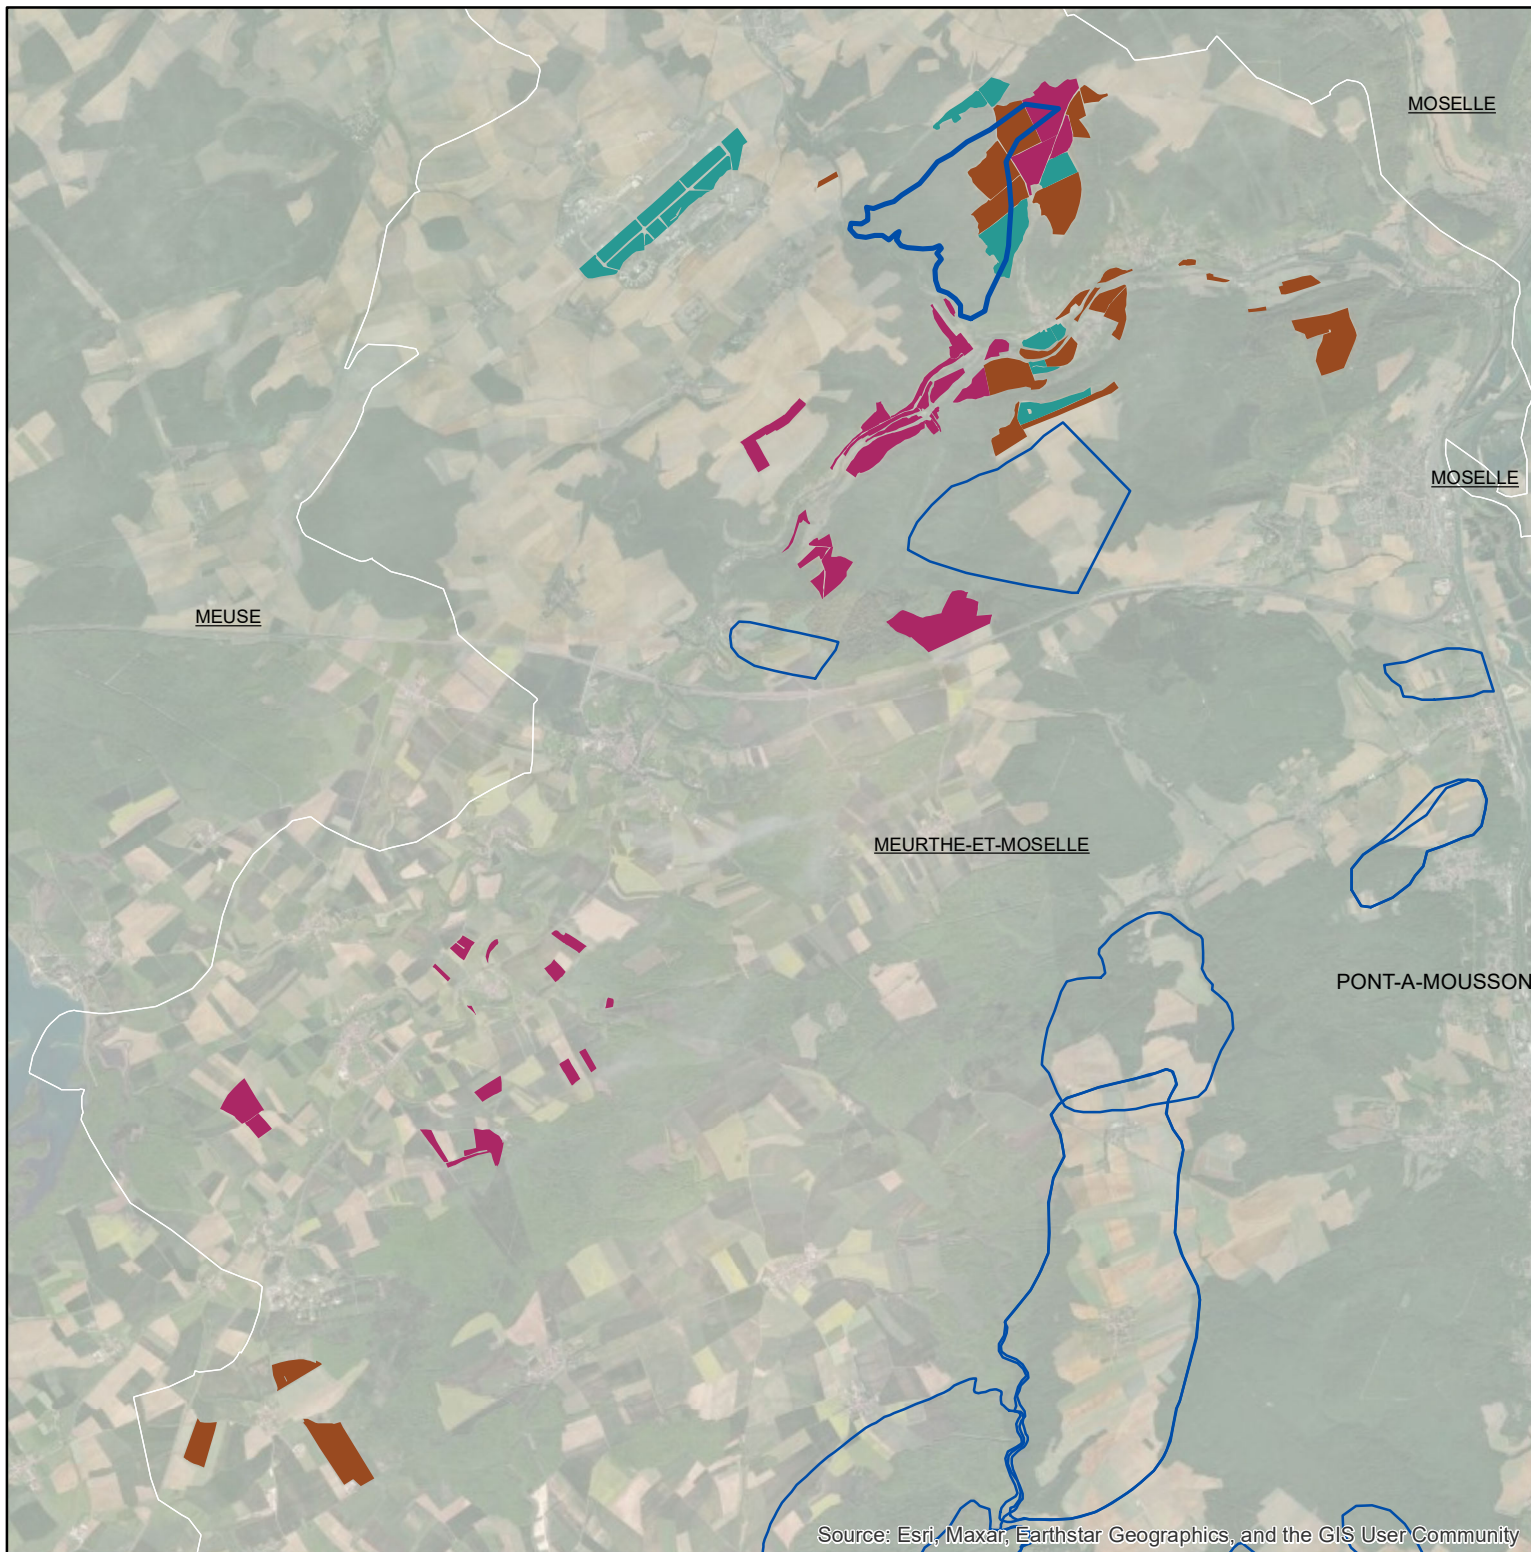 MOSELLE
MOSELLE
MEUSE
MEURTHE-ET-MOSELLE
PONT-A-MOUSSON
Source: Esri, Maxar, Earthstar Geographics, and the GIS User Community